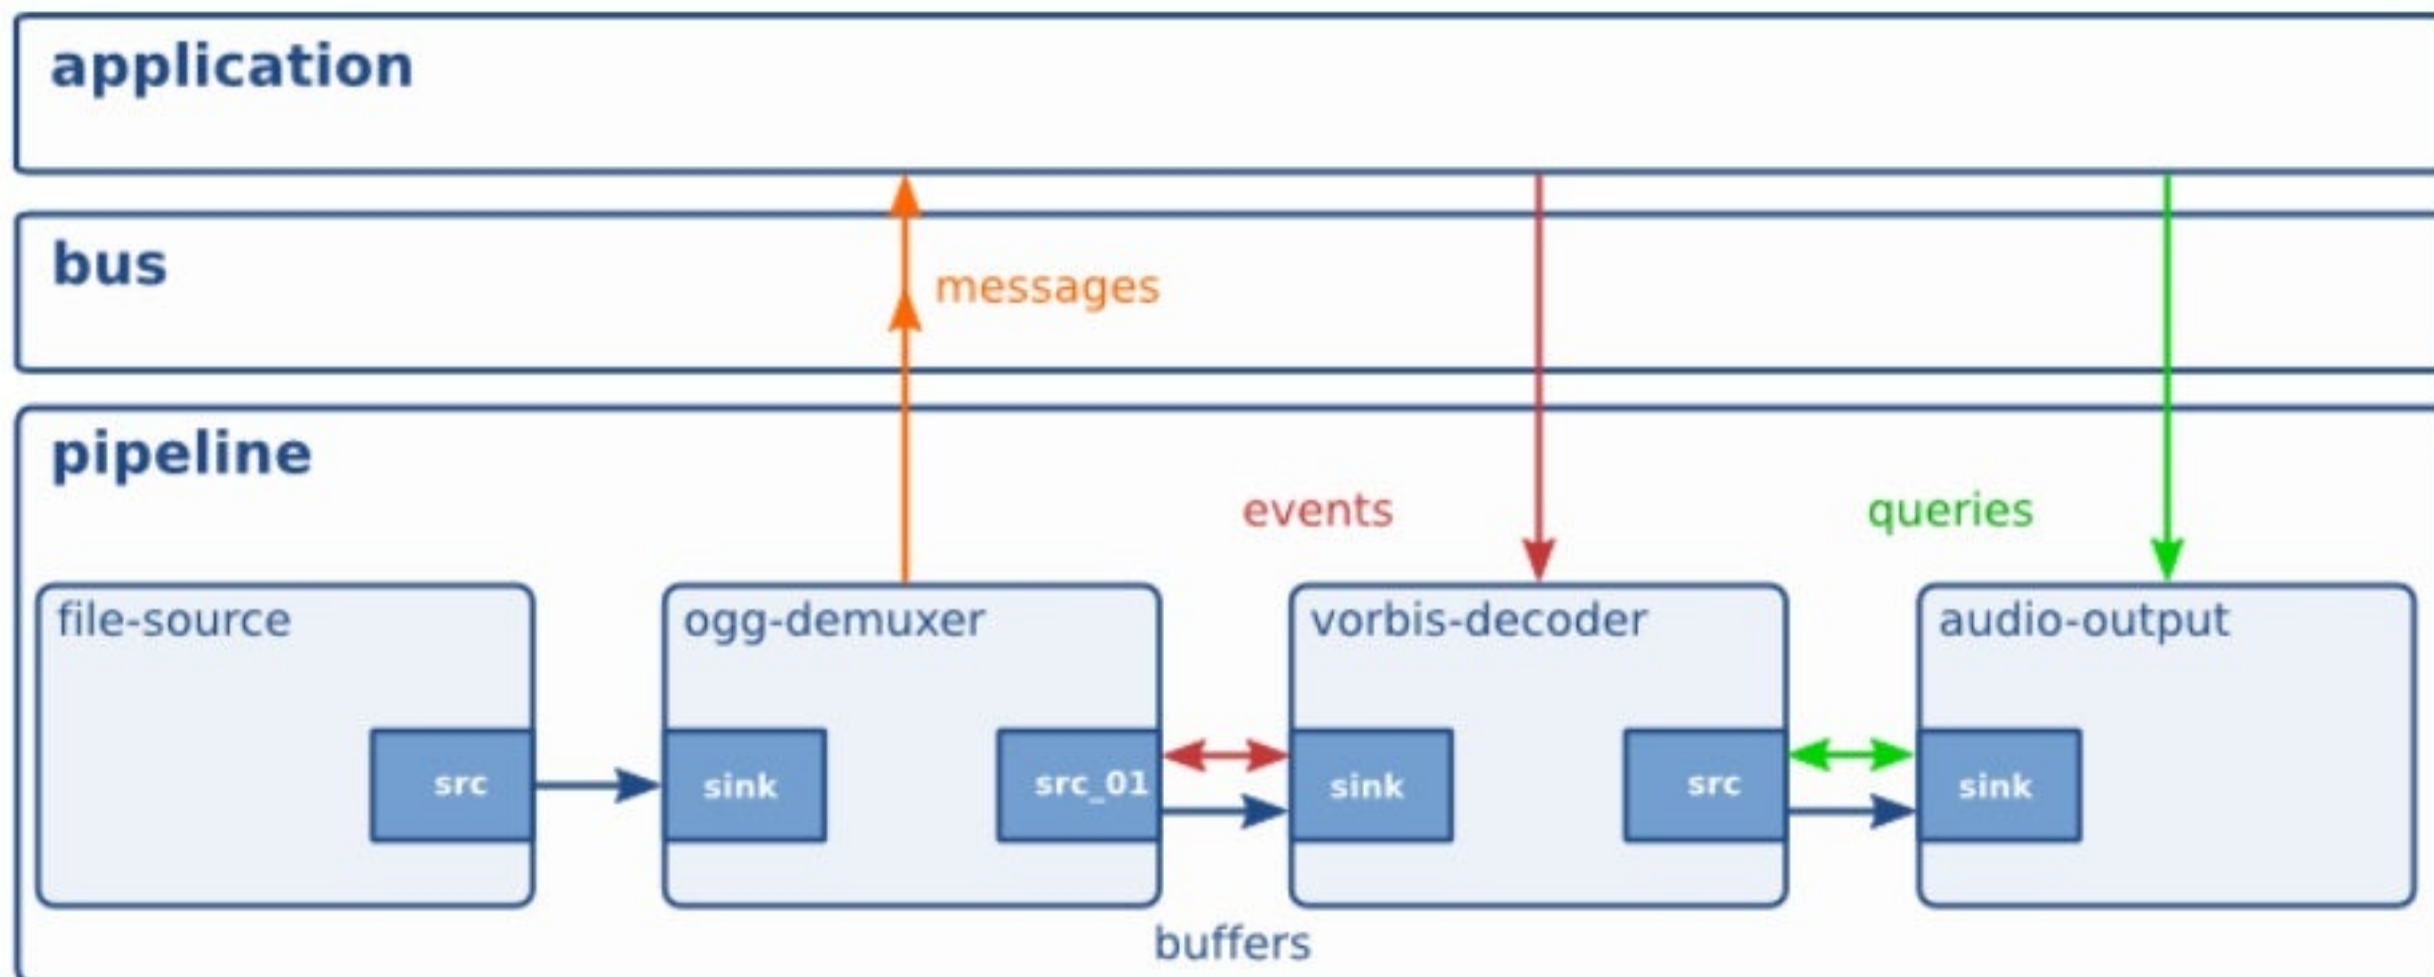 application
bus
messages
pipeline
events
queries
file-source
ogg-demuxer
vorbis-decoder
audio-output
src
sink
src_01
sink
src
sink
buffers